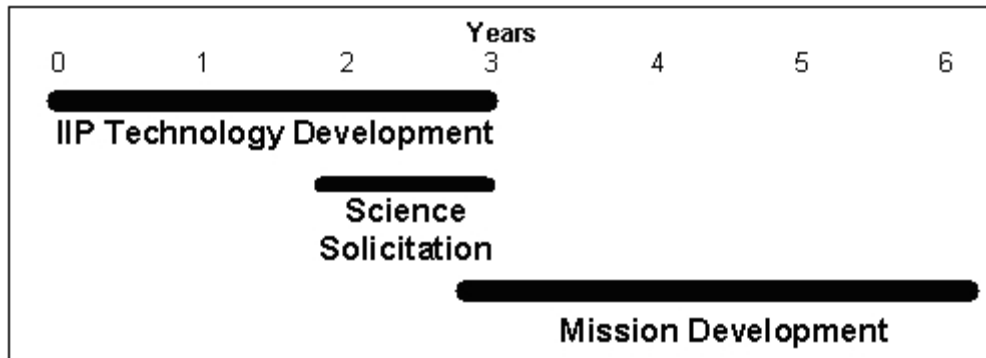 Years
0 1 2 3 4 5 6
IIP Technology Development
Science
Solicitation
Mission Development